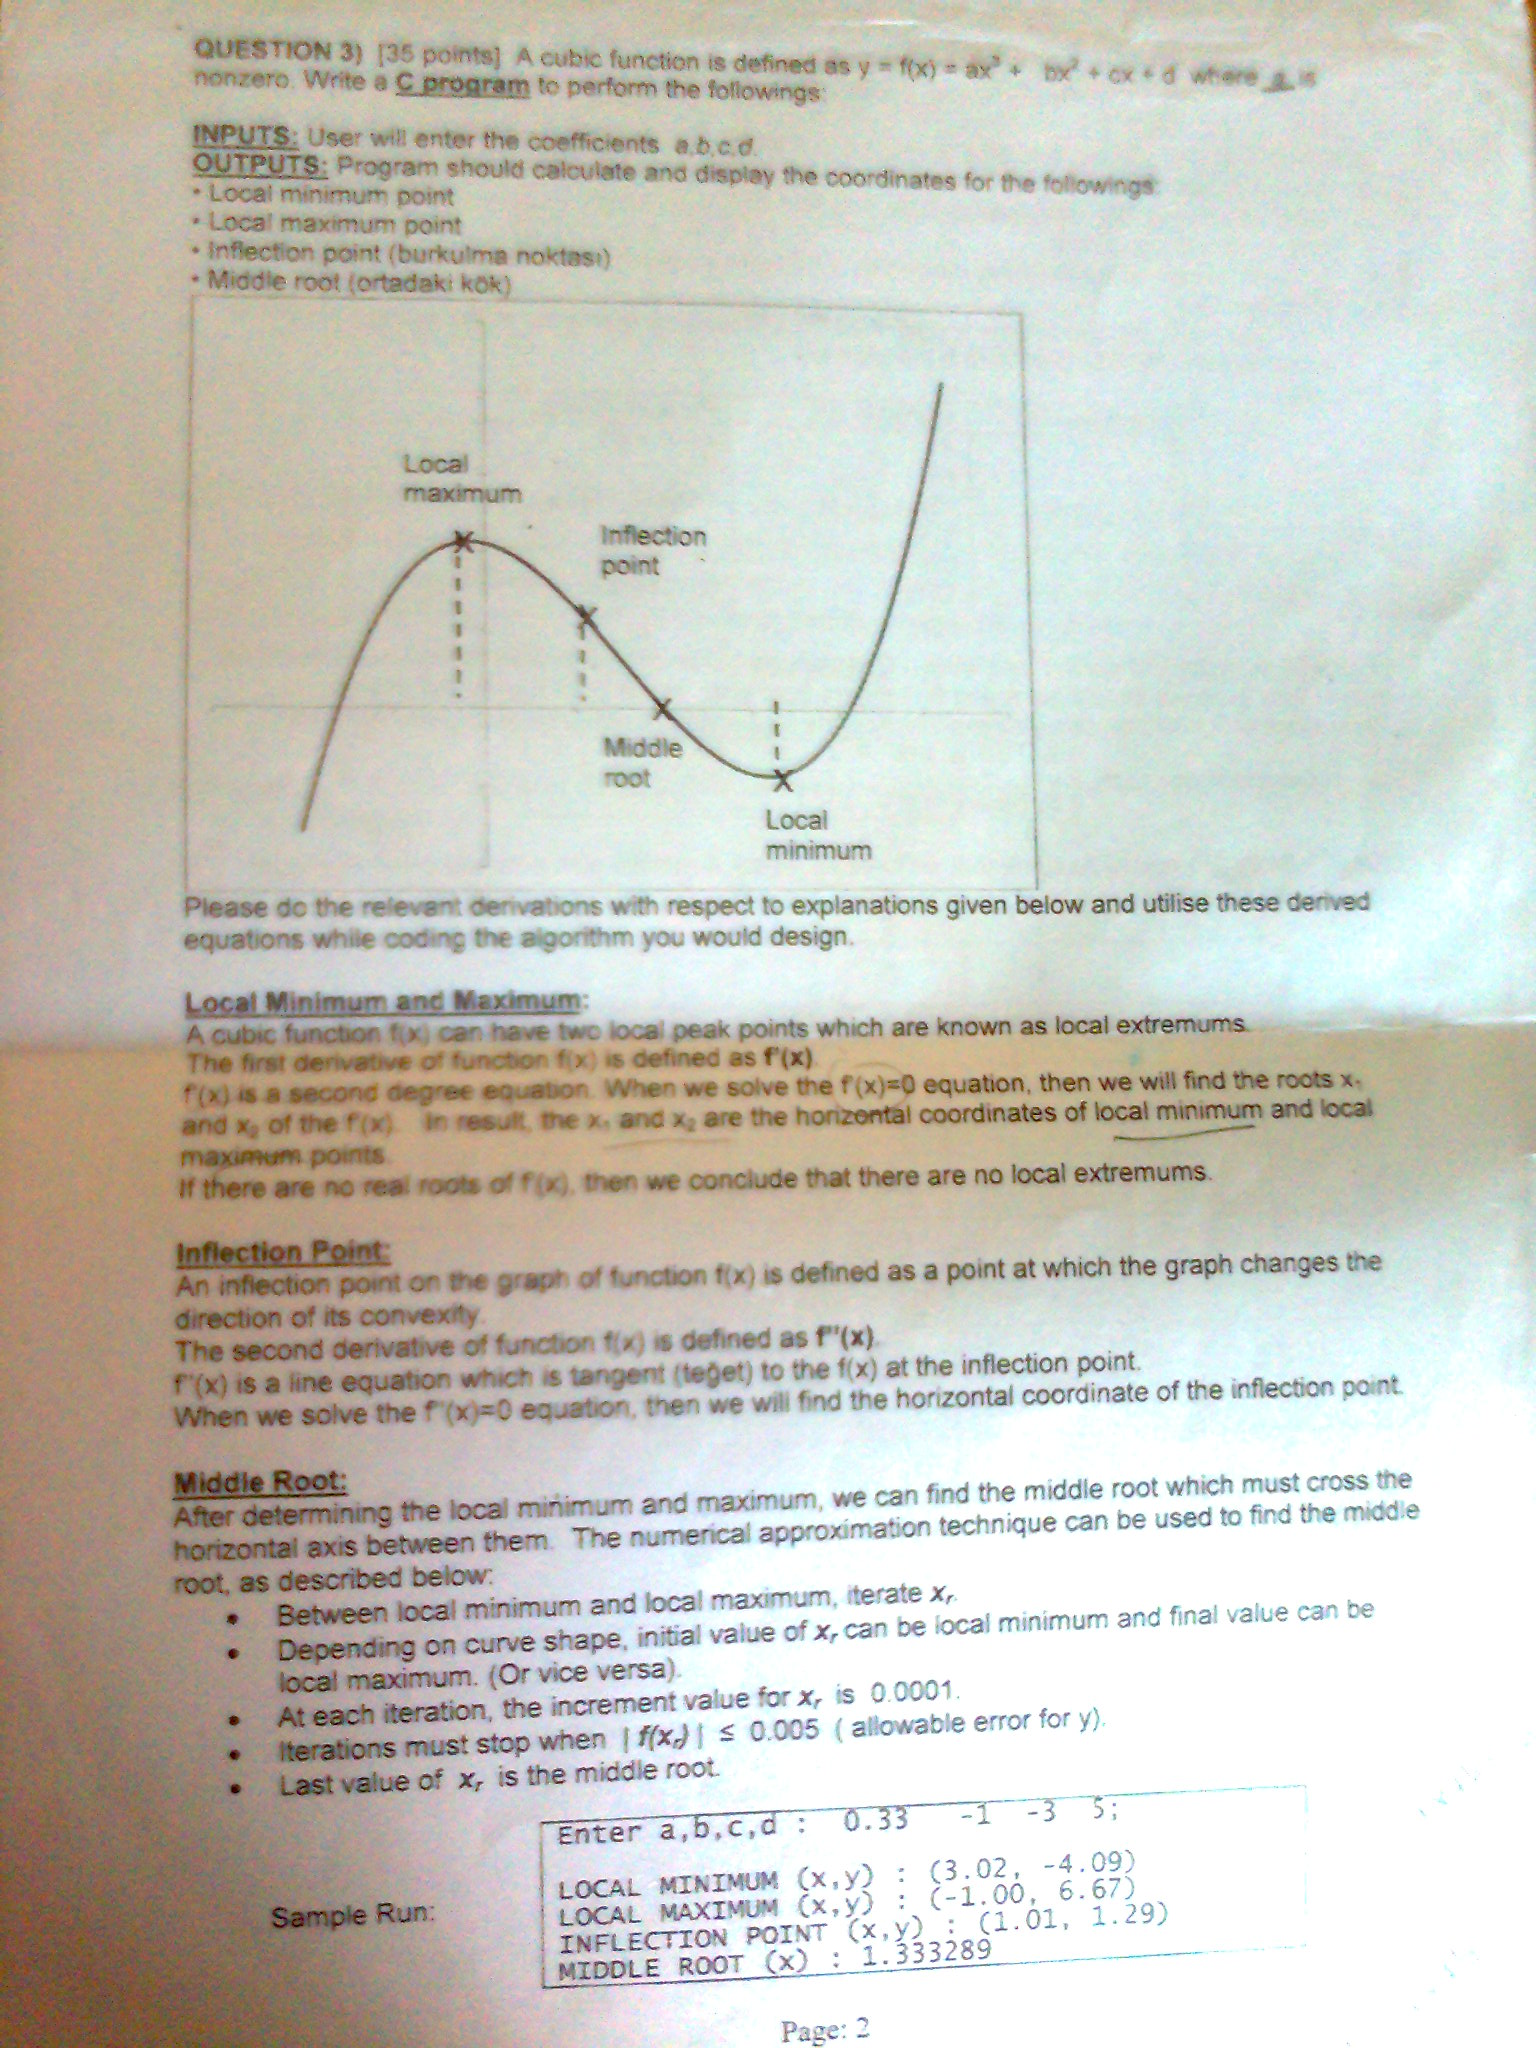 QUESTION 3) [35 points] A cubic function is defined as y = f(x) = ax³ + bx² + cx + d where a is
nonzero. Write a C program to perform the followings:
INPUTS: User will enter the coefficients a,b,c,d.
OUTPUTS: Program should calculate and display the coordinates for the followings:
• Local minimum point
• Local maximum point
• Inflection point (burkulma noktası)
• Middle root (ortadaki kök)
Local
maximum
Inflection
point
Middle
root
Local
minimum
Please do the relevant derivations with respect to explanations given below and utilise these derived
equations while coding the algorithm you would design.
Local Minimum and Maximum:
A cubic function f(x) can have two local peak points which are known as local extremums.
The first derivative of function f(x) is defined as f'(x).
f'(x) is a second degree equation. When we solve the f'(x)=0 equation, then we will find the roots x₁
and x₂ of the f'(x). In result, the x₁ and x₂ are the horizontal coordinates of local minimum and local
maximum points.
If there are no real roots of f'(x), then we conclude that there are no local extremums.
Inflection Point:
An inflection point on the graph of function f(x) is defined as a point at which the graph changes the
direction of its convexity.
The second derivative of function f(x) is defined as f''(x).
f''(x) is a line equation which is tangent (teğet) to the f(x) at the inflection point.
When we solve the f''(x)=0 equation, then we will find the horizontal coordinate of the inflection point.
Middle Root:
After determining the local minimum and maximum, we can find the middle root which must cross the
horizontal axis between them. The numerical approximation technique can be used to find the middle
root, as described below:
• Between local minimum and local maximum, iterate xᵣ.
• Depending on curve shape, initial value of xᵣ can be local minimum and final value can be
local maximum. (Or vice versa).
• At each iteration, the increment value for xᵣ is 0.0001.
• Iterations must stop when | f(xᵣ) | ≤ 0.005 ( allowable error for y).
• Last value of xᵣ is the middle root.
Sample Run:
Enter a,b,c,d : 0.33 -1 -3 5;
LOCAL MINIMUM (x,y) : (3.02, -4.09)
LOCAL MAXIMUM (x,y) : (-1.00, 6.67)
INFLECTION POINT (x,y) : (1.01, 1.29)
MIDDLE ROOT (x) : 1.333289
Page: 2